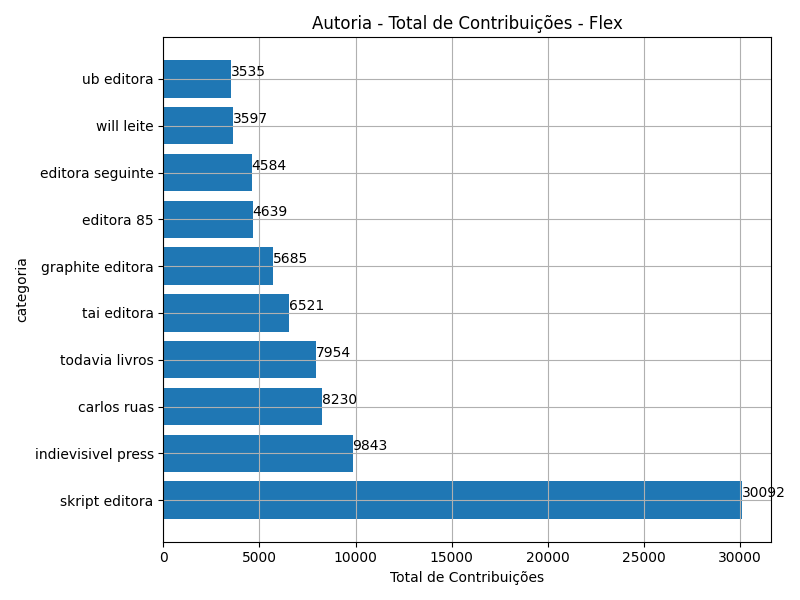 Autoria - Total de Contribuições - Flex
ub editora
3535
will leite
3597
editora seguinte
4584
editora 85
4639
graphite editora
5685
tai editora
6521
todavia livros
7954
carlos ruas
8230
indievisivel press
9843
skript editora
30092
categoria
0 5000 10000 15000 20000 25000 30000
Total de Contribuições